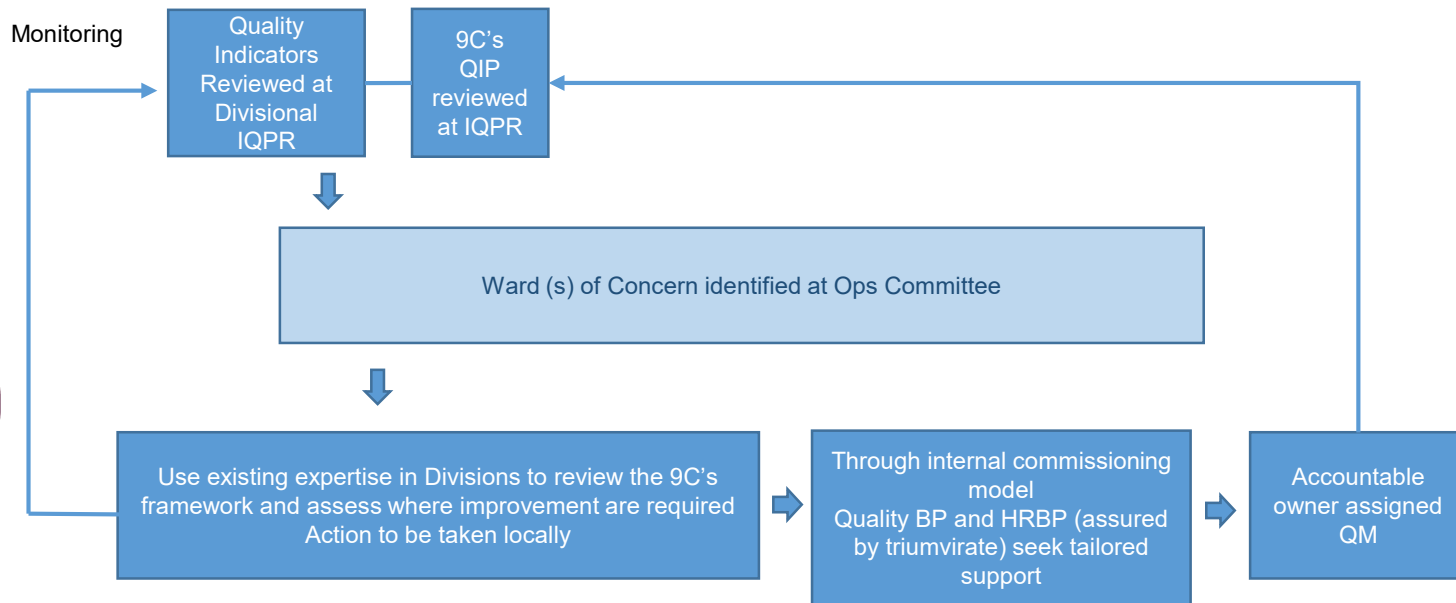 Monitoring
Quality
Indicators
Reviewed at
Divisional
IQPR
9C’s
QIP
reviewed
at IQPR
Ward (s) of Concern identified at Ops Committee
Use existing expertise in Divisions to review the 9C’s
framework and assess where improvement are required
Action to be taken locally
Through internal commissioning
model
Quality BP and HRBP (assured
by triumvirate) seek tailored
support
Accountable
owner assigned
QM